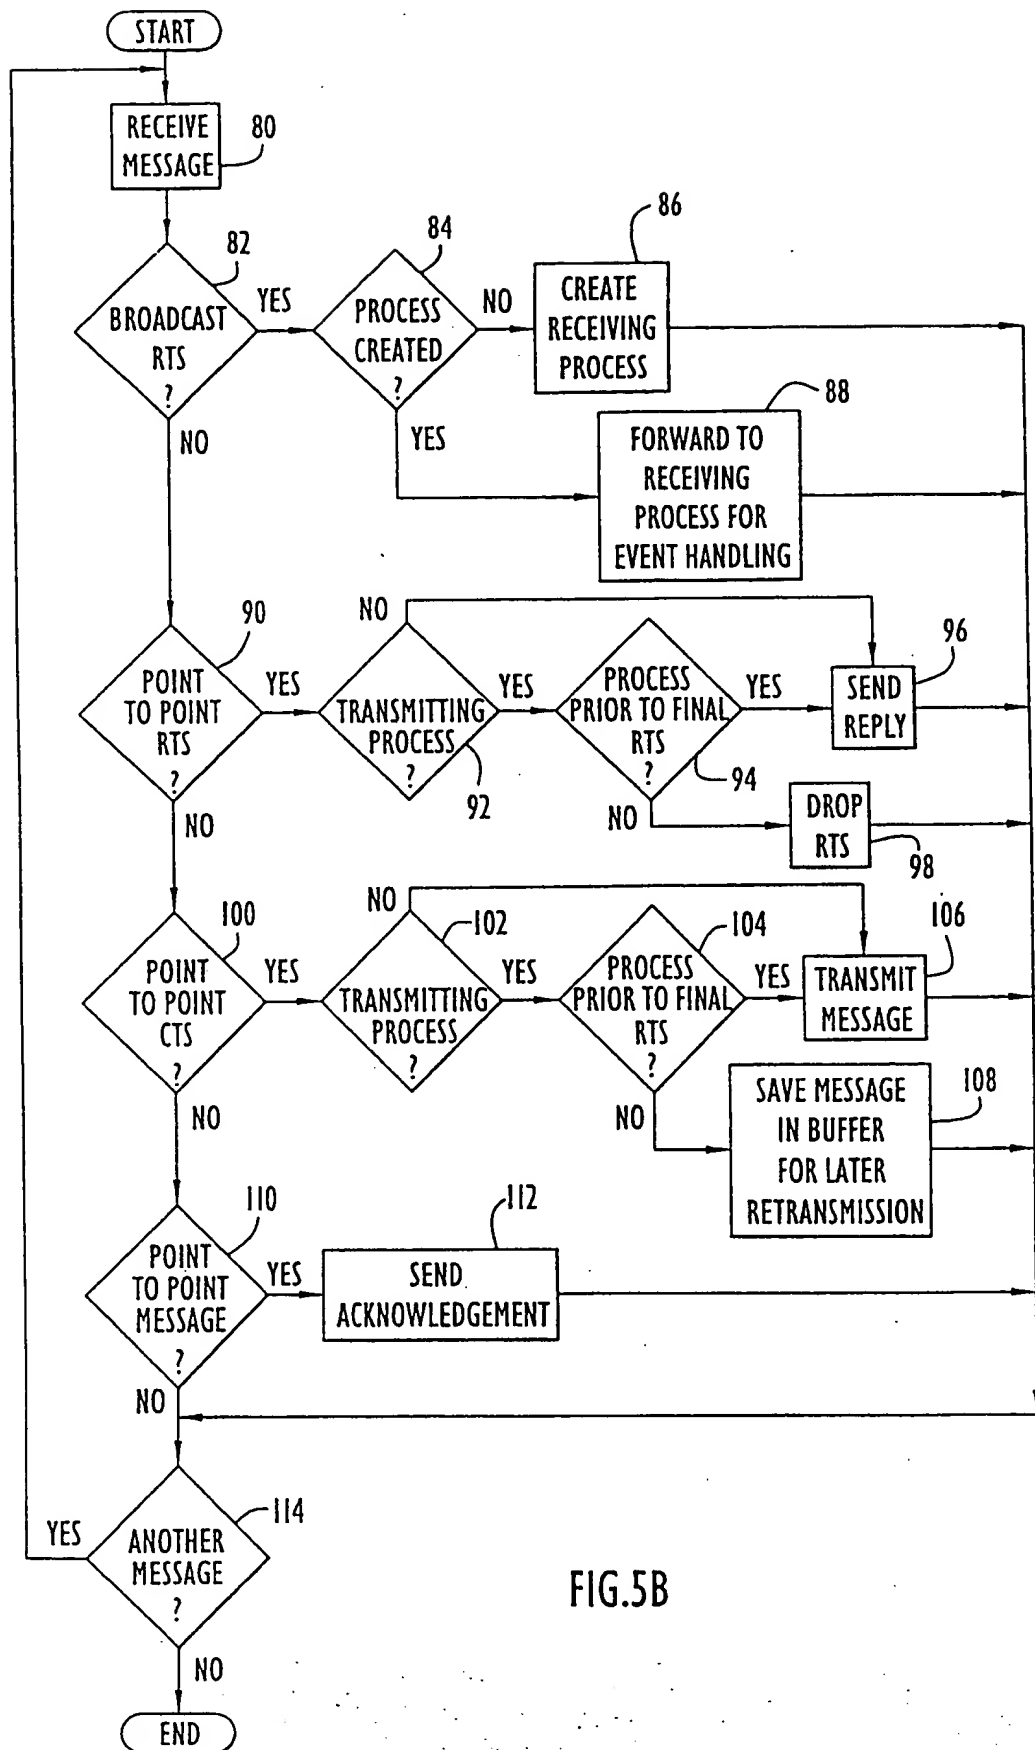 START
RECEIVE
MESSAGE
80
82
BROADCAST
RTS
?
YES
NO
84
PROCESS
CREATED
?
NO
YES
86
CREATE
RECEIVING
PROCESS
88
FORWARD TO
RECEIVING
PROCESS FOR
EVENT HANDLING
90
POINT
TO POINT
RTS
?
YES
NO
NO
TRANSMITTING
PROCESS
?
92
YES
PROCESS
PRIOR TO FINAL
RTS
?
94
YES
NO
96
SEND
REPLY
DROP
RTS
98
100
POINT
TO POINT
CTS
?
YES
NO
NO
102
TRANSMITTING
PROCESS
?
YES
104
PROCESS
PRIOR TO FINAL
RTS
?
YES
NO
106
TRANSMIT
MESSAGE
108
SAVE MESSAGE
IN BUFFER
FOR LATER
RETRANSMISSION
110
POINT
TO POINT
MESSAGE
?
YES
NO
112
SEND
ACKNOWLEDGEMENT
114
ANOTHER
MESSAGE
?
YES
NO
END
FIG.5B